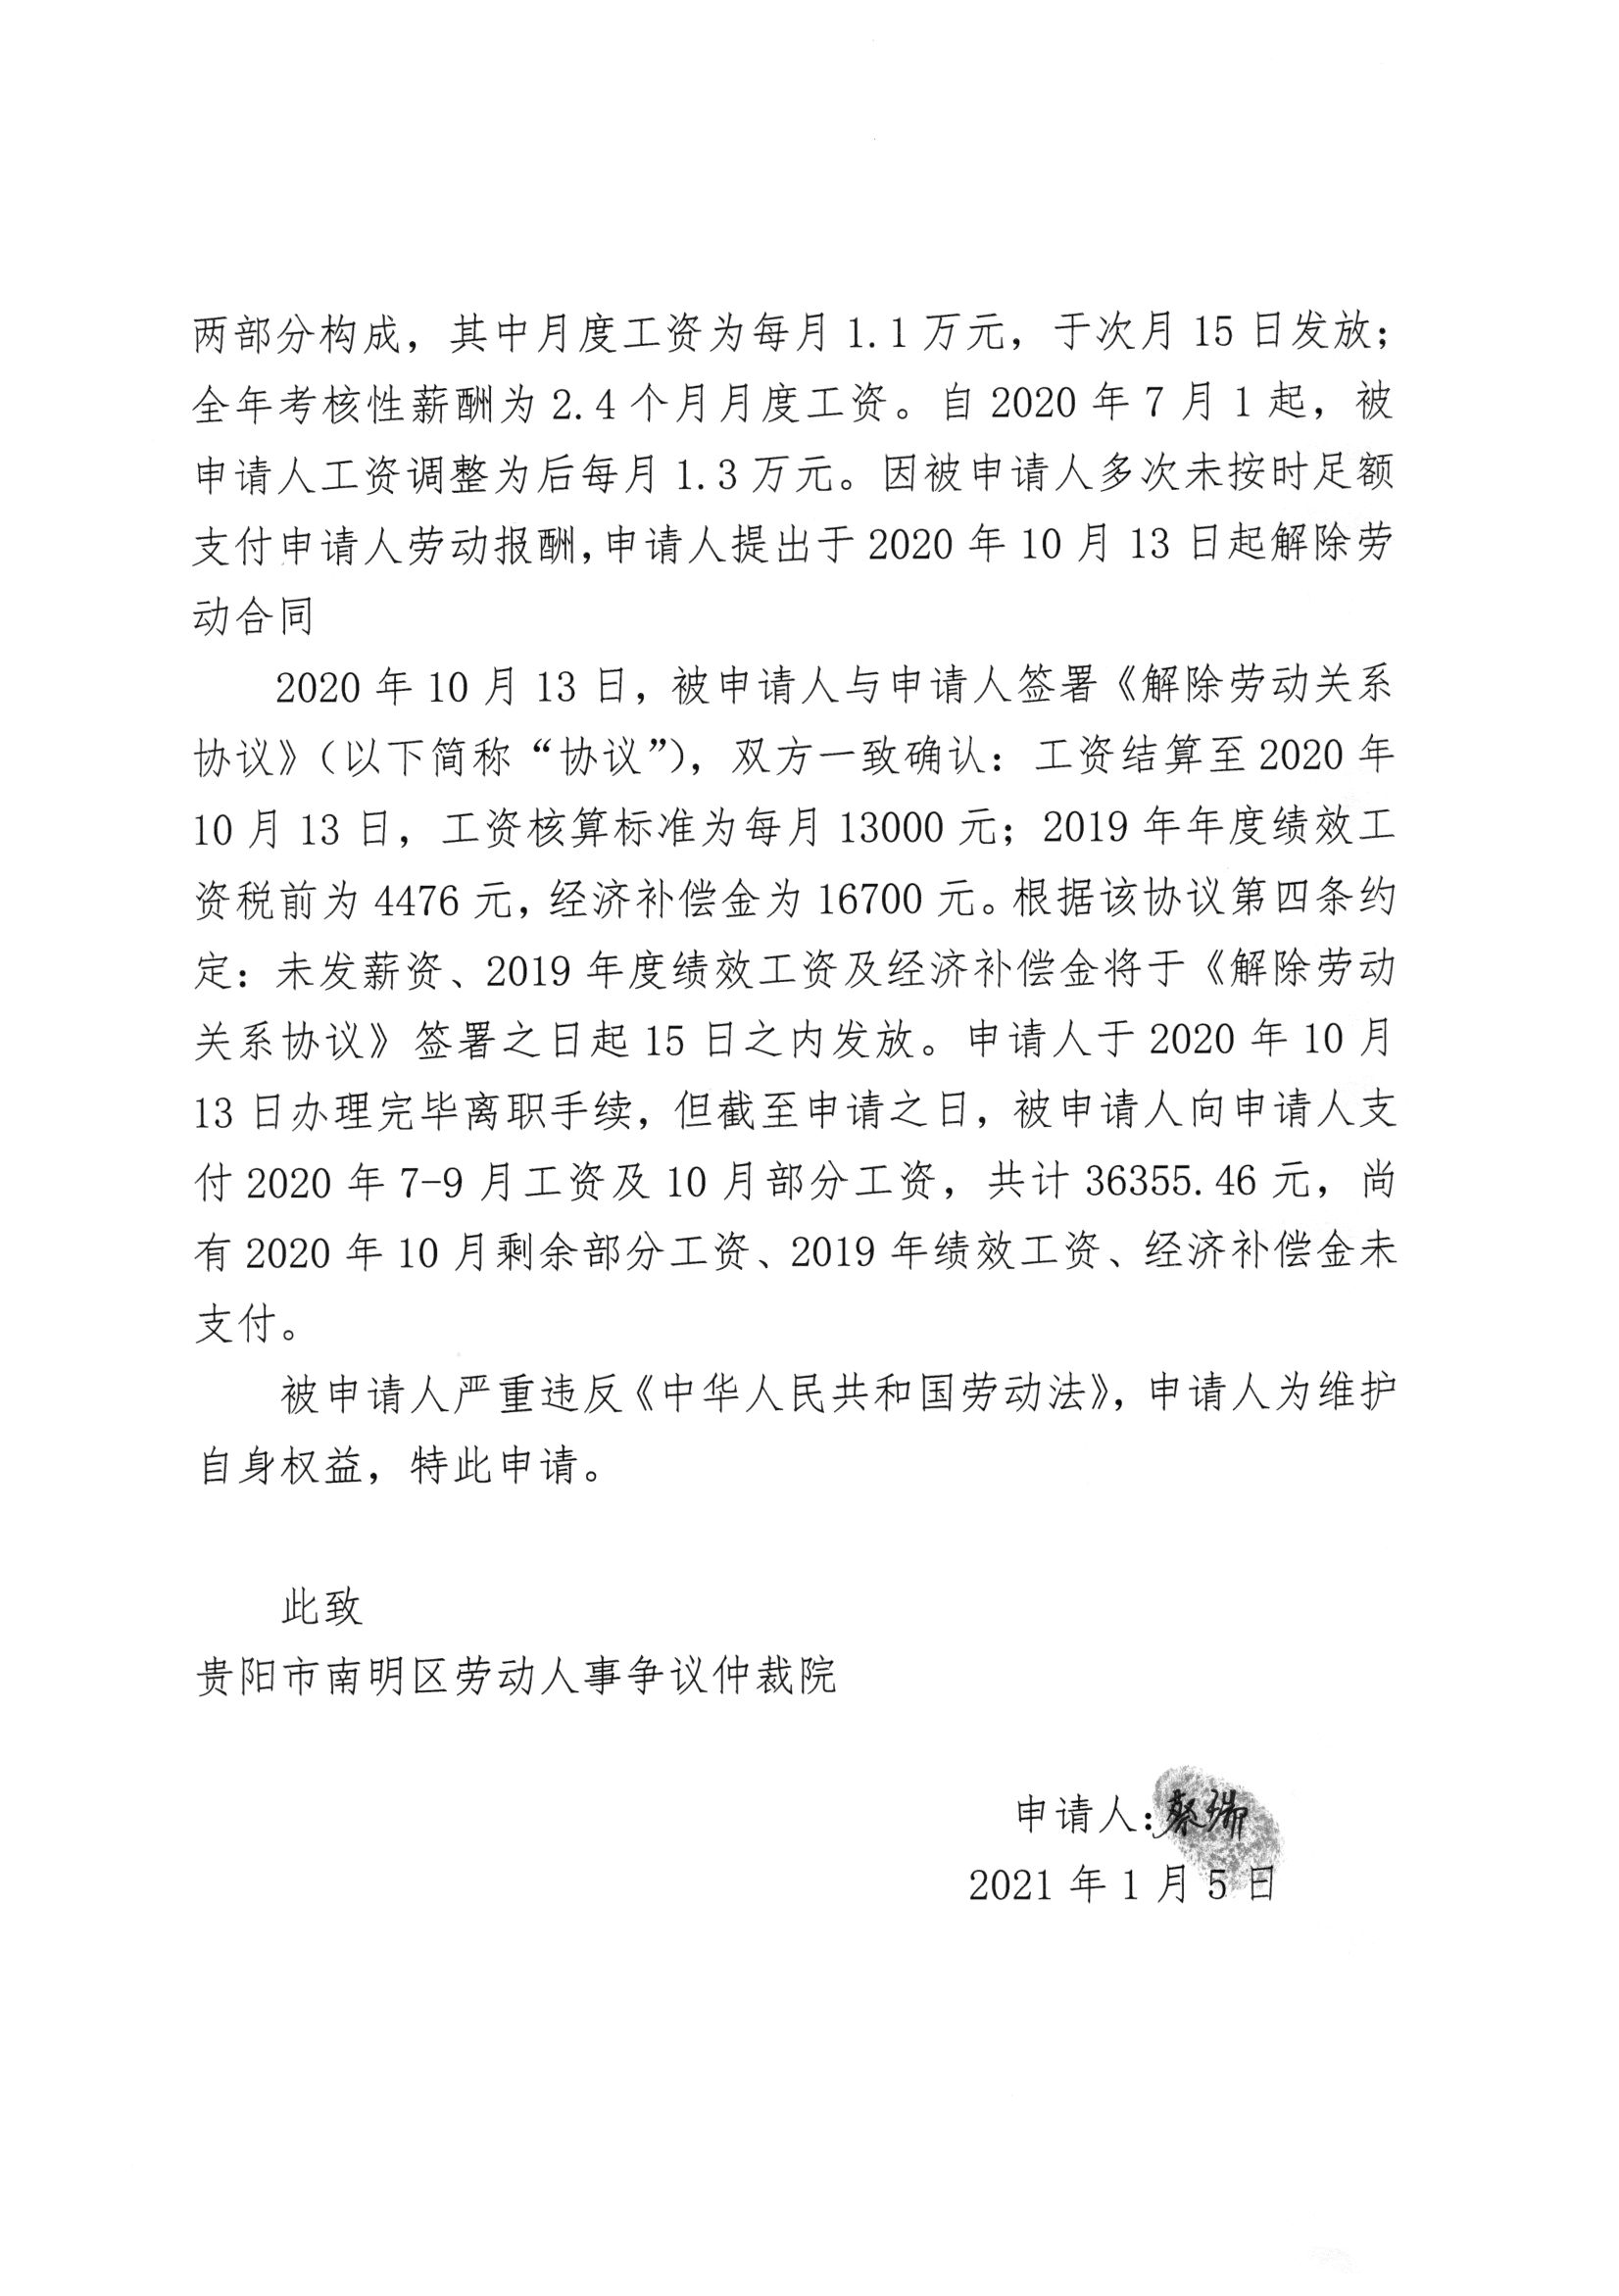 两部分构成，其中月度工资为每月 1.1 万元，于次月 15 日发放；
全年考核性薪酬为 2.4 个月月度工资。自 2020 年 7 月 1 起，被
申请人工资调整为后每月 1.3 万元。因被申请人多次未按时足额
支付申请人劳动报酬，申请人提出于 2020 年 10 月 13 日起解除劳
动合同
2020 年 10 月 13 日，被申请人与申请人签署《解除劳动关系
协议》（以下简称“协议”），双方一致确认：工资结算至 2020 年
10 月 13 日，工资核算标准为每月 13000 元；2019 年年度绩效工
资税前为 4476 元，经济补偿金为 16700 元。根据该协议第四条约
定：未发薪资、2019 年度绩效工资及经济补偿金将于《解除劳动
关系协议》签署之日起 15 日之内发放。申请人于 2020 年 10 月
13 日办理完毕离职手续，但截至申请之日，被申请人向申请人支
付 2020 年 7-9 月工资及 10 月部分工资，共计 36355.46 元，尚
有 2020 年 10 月剩余部分工资、2019 年绩效工资、经济补偿金未
支付。
被申请人严重违反《中华人民共和国劳动法》，申请人为维护
自身权益，特此申请。
此致
贵阳市南明区劳动人事争议仲裁院
申请人：蔡瑞
2021 年 1 月 5 日